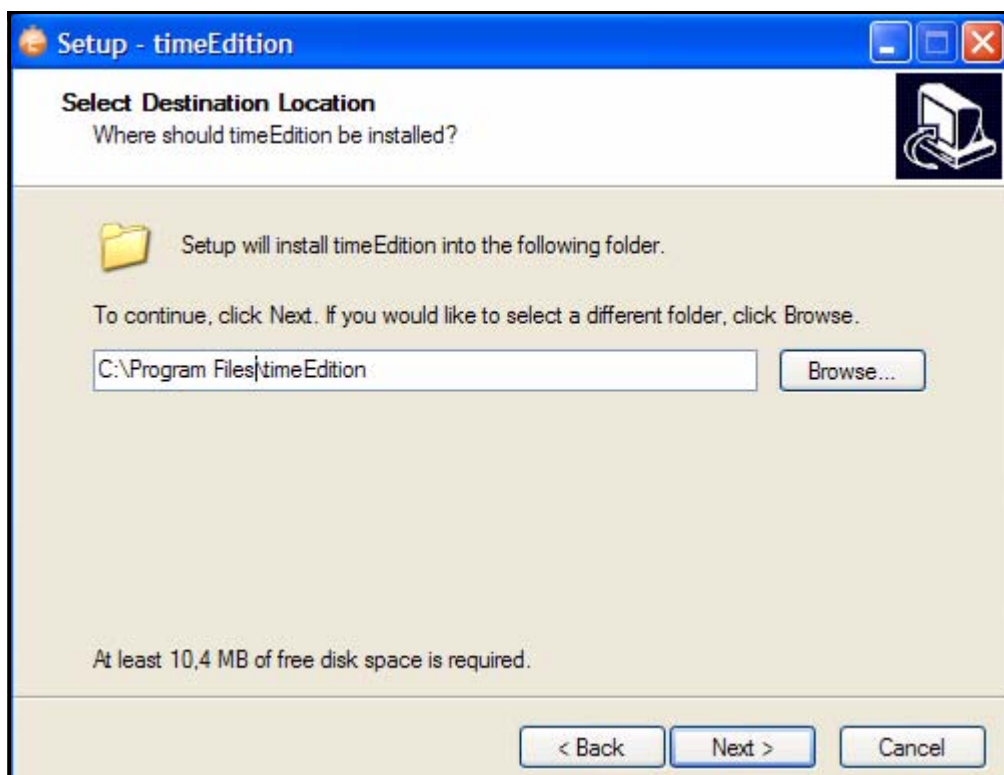 Setup - timeEdition
Select Destination Location
Where should timeEdition be installed?
Setup will install timeEdition into the following folder.
To continue, click Next. If you would like to select a different folder, click Browse.
C:\Program Files\timeEdition
Browse...
At least 10,4 MB of free disk space is required.
< Back
Next >
Cancel